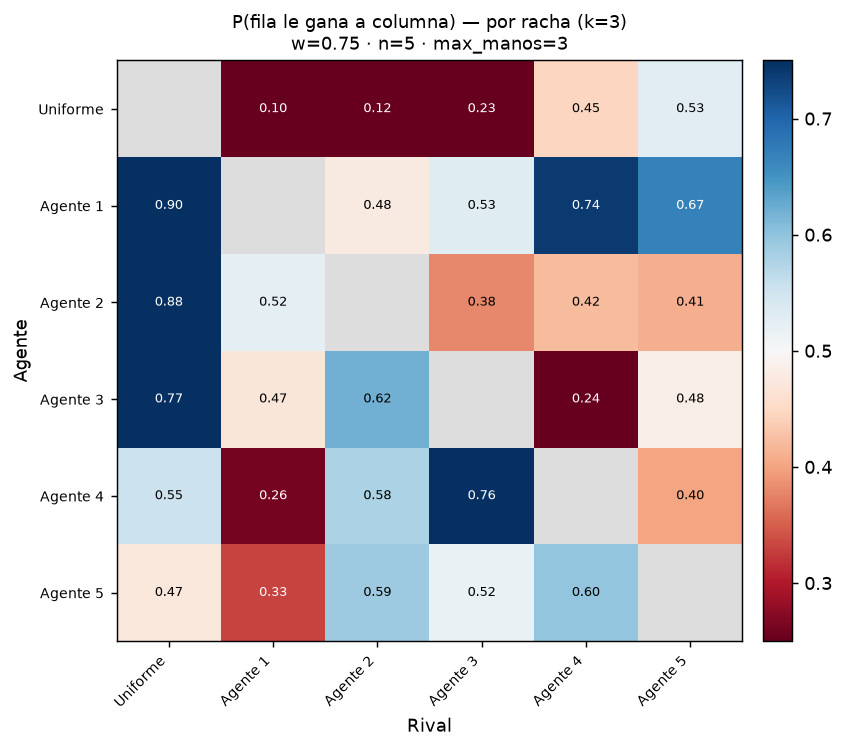 P(fila le gana a columna) — por racha (k=3)
w=0.75 · n=5 · max_manos=3
Agente
Uniforme
0.10 0.12 0.23 0.45 0.53
Agente 1
0.90 0.48 0.53 0.74 0.67
Agente 2
0.88 0.52 0.38 0.42 0.41
Agente 3
0.77 0.47 0.62 0.24 0.48
Agente 4
0.55 0.26 0.58 0.76 0.40
Agente 5
0.47 0.33 0.59 0.52 0.60
Uniforme Agente 1 Agente 2 Agente 3 Agente 4 Agente 5
Rival
0.7
0.6
0.5
0.4
0.3